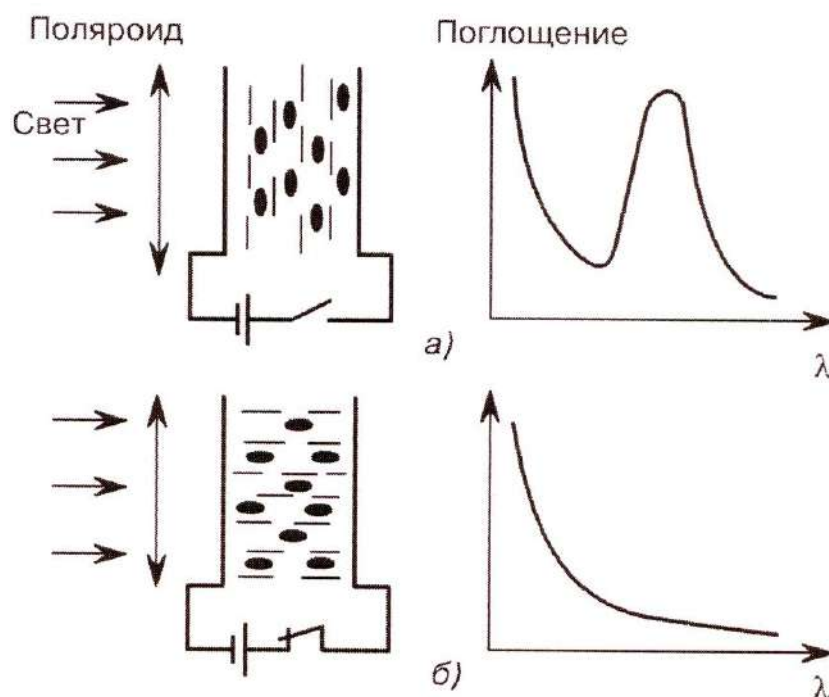 Поляроид
Поглощение
Свет
а)
λ
б)
λ